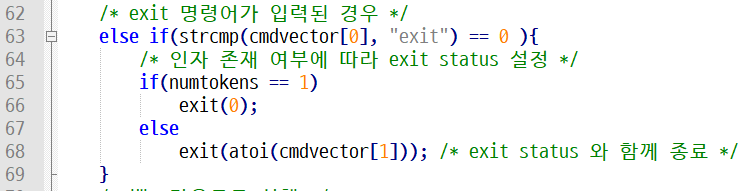 62 /* exit 명령어가 입력된 경우 */
63 else if(strcmp(cmdvector[0], "exit") == 0 ){
64 /* 인자 존재 여부에 따라 exit status 설정 */
65 if(numtokens == 1)
66 exit(0);
67 else
68 exit(atoi(cmdvector[1])); /* exit status 와 함께 종료 */
69 }